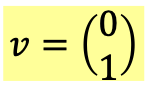 v = (0
1)